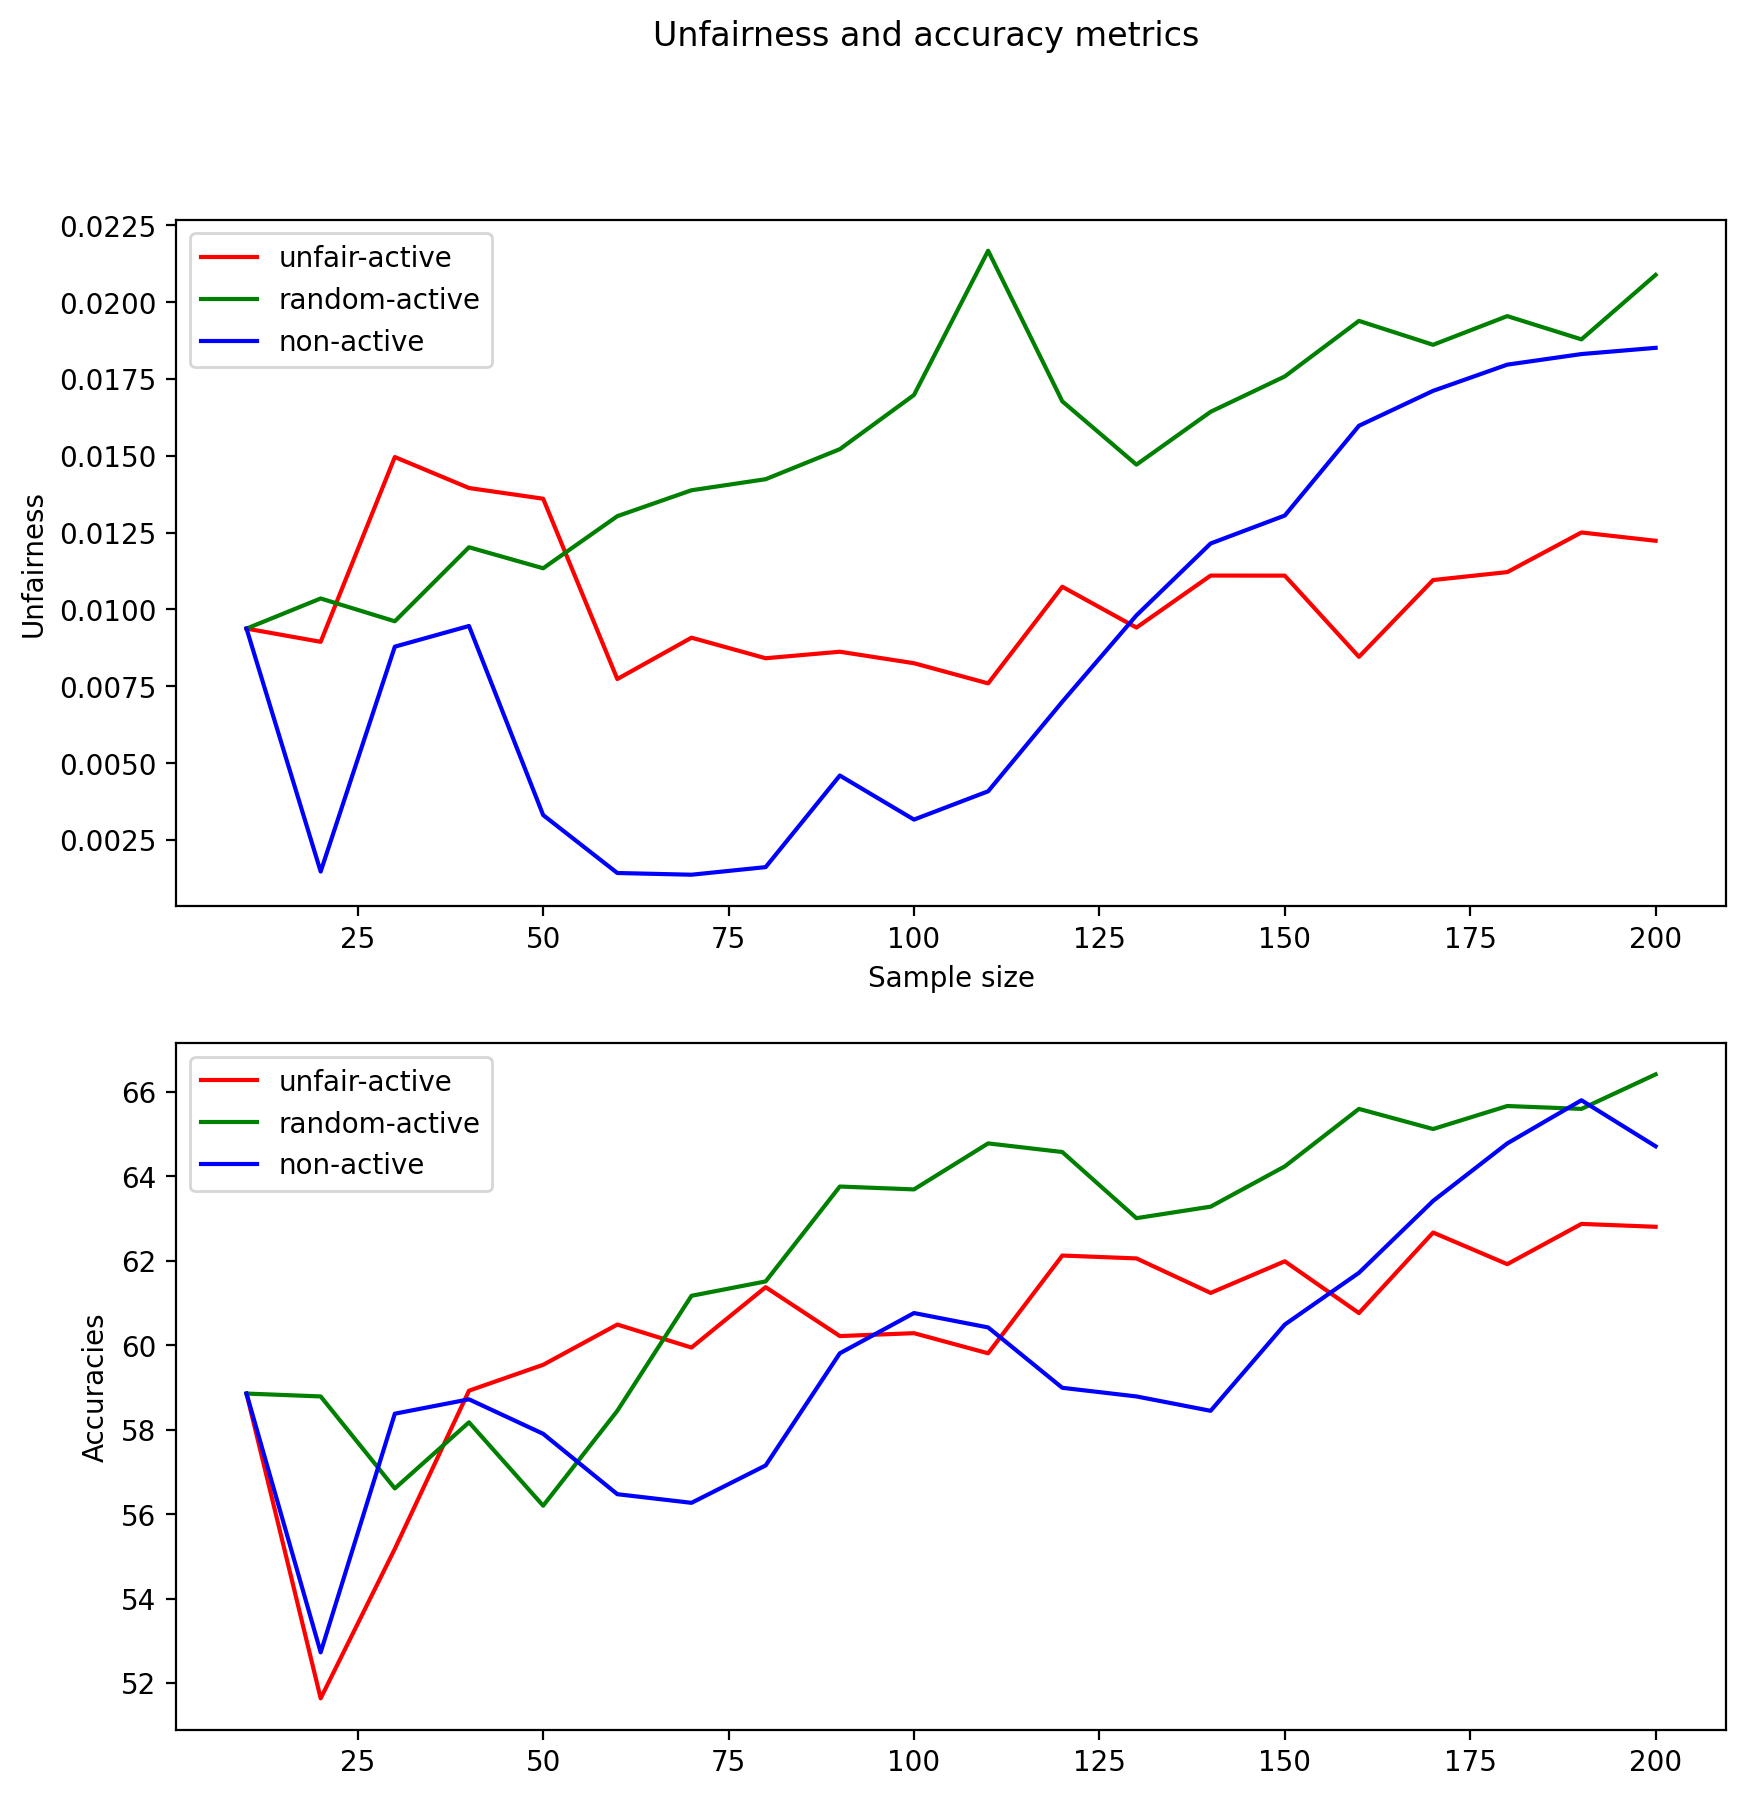 Unfairness and accuracy metrics
0.0225
0.0200
0.0175
0.0150
0.0125
0.0100
0.0075
0.0050
0.0025
Unfairness
unfair-active
random-active
non-active
25 50 75 100 125 150 175 200
Sample size
66
64
62
60
58
56
54
52
Accuracies
unfair-active
random-active
non-active
25 50 75 100 125 150 175 200